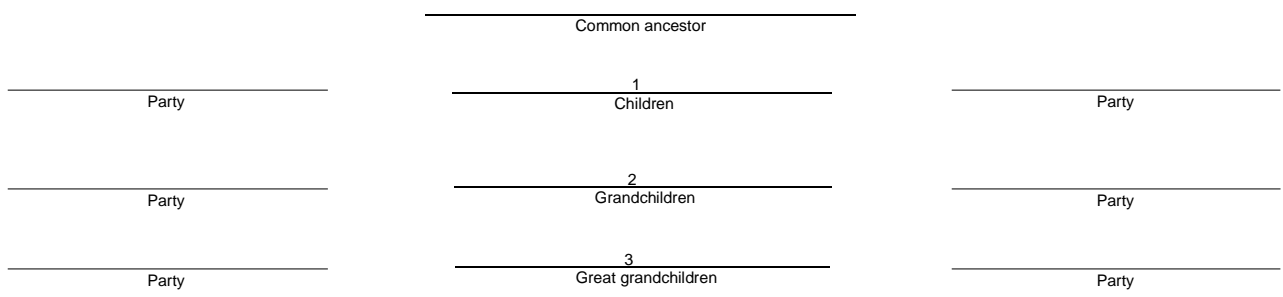 Common ancestor
1
Party Children Party
2
Party Grandchildren Party
3
Party Great grandchildren Party